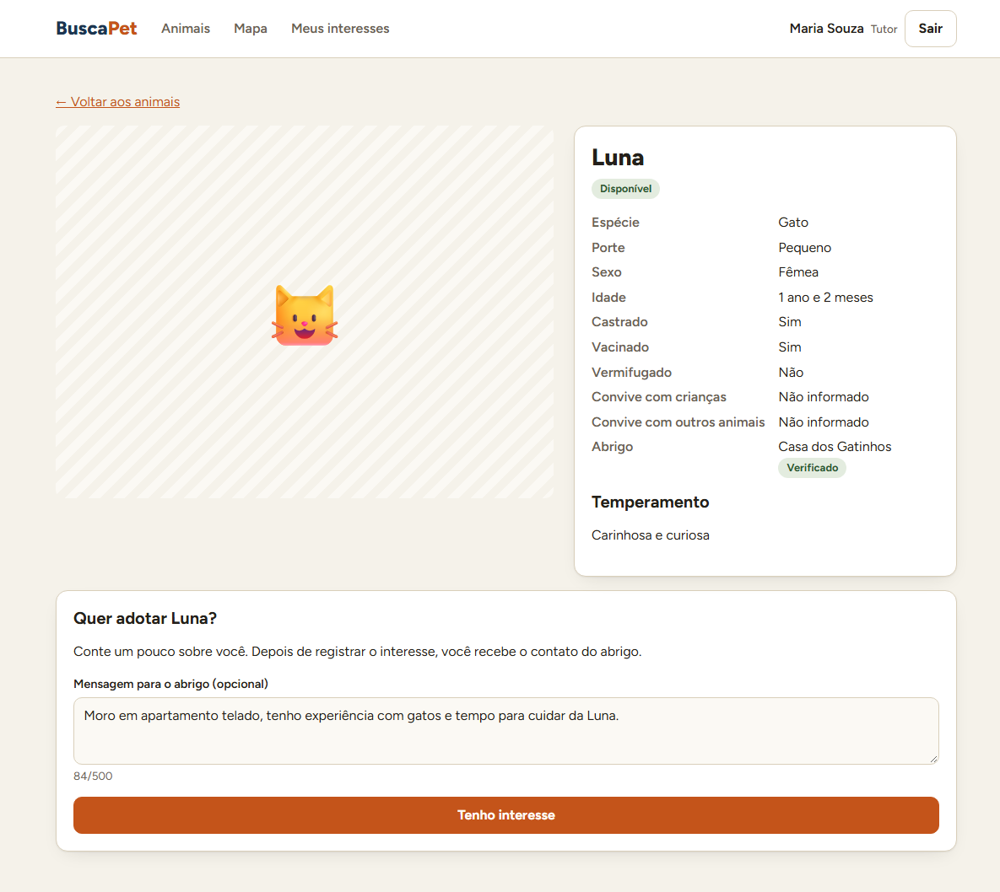 BuscaPet Animais Mapa Meus interesses Maria Souza Tutor Sair
← Voltar aos animais
Luna
Disponível
Espécie Gato
Porte Pequeno
Sexo Fêmea
Idade 1 ano e 2 meses
Castrado Sim
Vacinado Sim
Vermifugado Não
Convive com crianças Não informado
Convive com outros animais Não informado
Abrigo Casa dos Gatinhos
Verificado
Temperamento
Carinhosa e curiosa
Quer adotar Luna?
Conte um pouco sobre você. Depois de registrar o interesse, você recebe o contato do abrigo.
Mensagem para o abrigo (opcional)
Moro em apartamento telado, tenho experiência com gatos e tempo para cuidar da Luna.
84/500
Tenho interesse